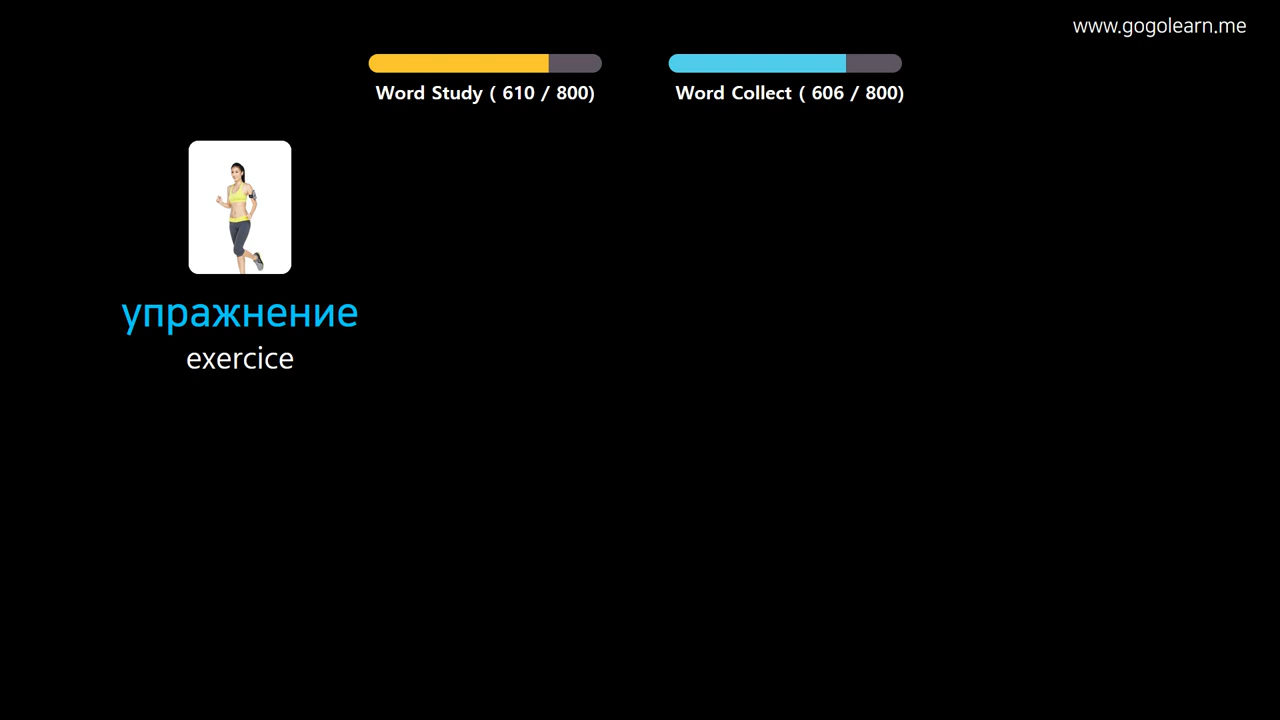 www.gogolearn.me
Word Study ( 610 / 800)
Word Collect ( 606 / 800)
упражнение
exercice